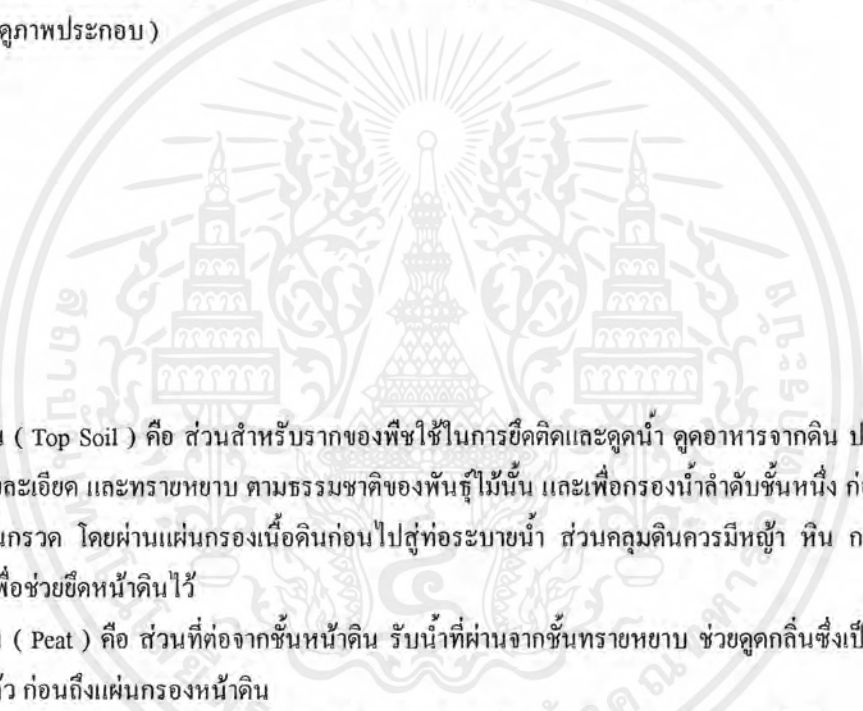 ดูภาพประกอบ )
( Top Soil ) คือ ส่วนสำหรับรากของพืชใช้ในการยึดติดและดูดน้ำ ดูดอาหารจากดิน
ละเอียด และทรายหยาบ ตามธรรมชาติของพันธุ์ไม้นั้น และเพื่อกรองน้ำลำดับชั้นหนึ่ง
นกรวด โดยผ่านแผ่นกรองเนื้อดินก่อนไปสู่ท่อระบายน้ำ ส่วนคลุมดินควรมีหญ้า หิน
พื่อช่วยยึดหน้าดินไว้
( Peat ) คือ ส่วนที่ต่อจากชั้นหน้าดิน รับน้ำที่ผ่านจากชั้นทรายหยาบ ช่วยดูดกลิ่นซึ่งเป็
ก่อนถึงแผ่นกรองหน้าดิน